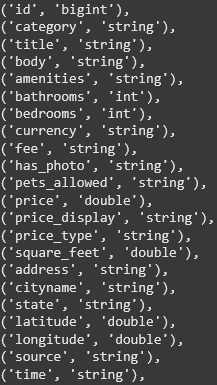 ('id', 'bigint'),
('category', 'string'),
('title', 'string'),
('body', 'string'),
('amenities', 'string'),
('bathrooms', 'int'),
('bedrooms', 'int'),
('currency', 'string'),
('fee', 'string'),
('has_photo', 'string'),
('pets_allowed', 'string'),
('price', 'double'),
('price_display', 'string'),
('price_type', 'string'),
('square_feet', 'double'),
('address', 'string'),
('cityname', 'string'),
('state', 'string'),
('latitude', 'double'),
('longitude', 'double'),
('source', 'string'),
('time', 'string'),